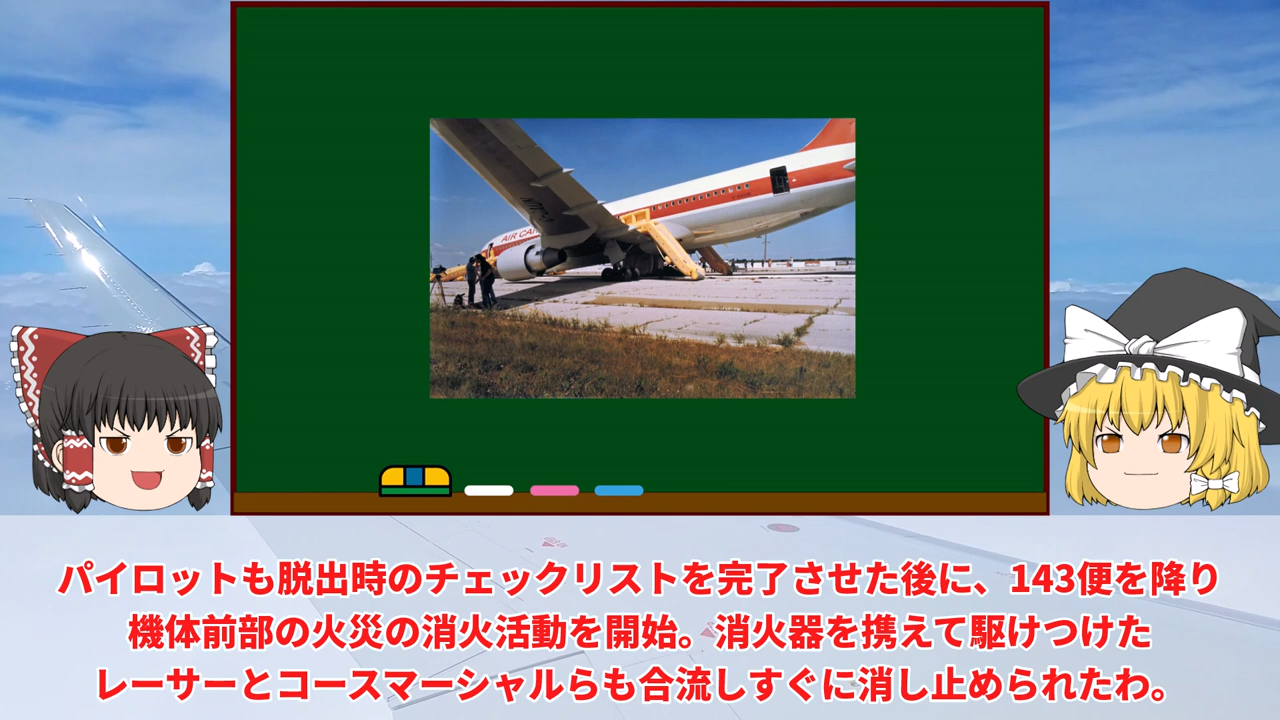 AIR CAN
パイロットも脱出時のチェックリストを完了させた後に、143便を降り
機体前部の火災の消火活動を開始。消火器を携えて駆けつけた
レーサーとコースマーシャルらも合流しすぐに消し止められたわ。